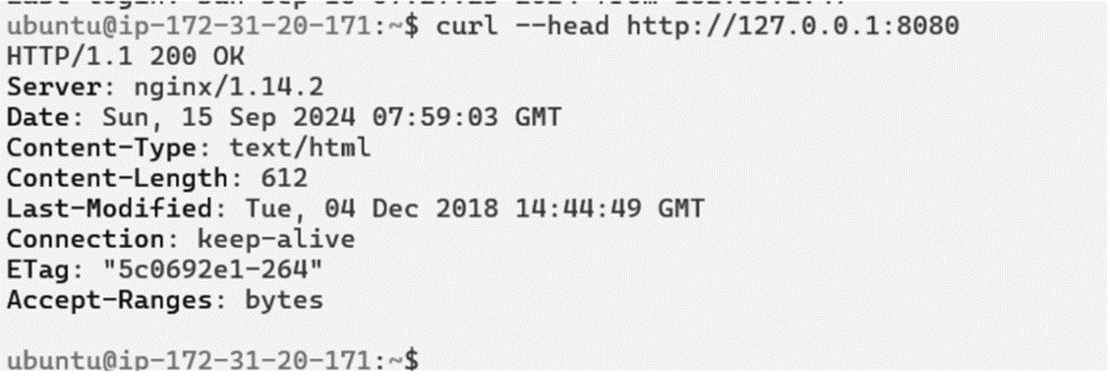 ubuntu@ip-172-31-20-171:~$ curl --head http://127.0.0.1:8080
HTTP/1.1 200 OK
Server: nginx/1.14.2
Date: Sun, 15 Sep 2024 07:59:03 GMT
Content-Type: text/html
Content-Length: 612
Last-Modified: Tue, 04 Dec 2018 14:44:49 GMT
Connection: keep-alive
ETag: "5c0692e1-264"
Accept-Ranges: bytes
ubuntu@ip-172-31-20-171:~$